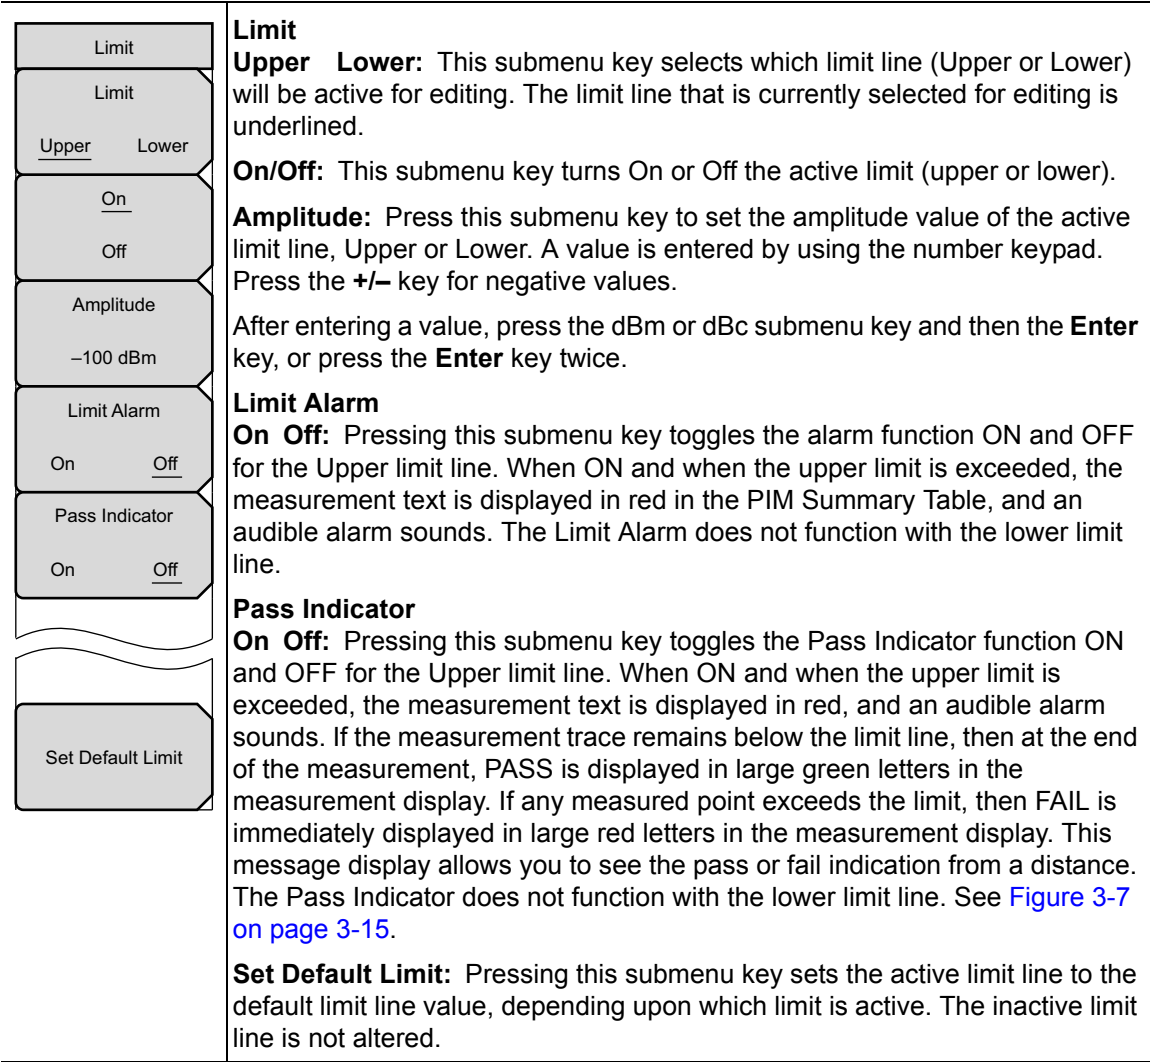 Limit
Limit
Upper Lower
On
Off
Amplitude
–100 dBm
Limit Alarm
On Off
Pass Indicator
On Off
Set Default Limit
Limit
Upper Lower: This submenu key selects which limit line (Upper or Lower)
will be active for editing. The limit line that is currently selected for editing is
underlined.
On/Off: This submenu key turns On or Off the active limit (upper or lower).
Amplitude: Press this submenu key to set the amplitude value of the active
limit line, Upper or Lower. A value is entered by using the number keypad.
Press the +/– key for negative values.
After entering a value, press the dBm or dBc submenu key and then the Enter
key, or press the Enter key twice.
Limit Alarm
On Off: Pressing this submenu key toggles the alarm function ON and OFF
for the Upper limit line. When ON and when the upper limit is exceeded, the
measurement text is displayed in red in the PIM Summary Table, and an
audible alarm sounds. The Limit Alarm does not function with the lower limit
line.
Pass Indicator
On Off: Pressing this submenu key toggles the Pass Indicator function ON
and OFF for the Upper limit line. When ON and when the upper limit is
exceeded, the measurement text is displayed in red, and an audible alarm
sounds. If the measurement trace remains below the limit line, then at the end
of the measurement, PASS is displayed in large green letters in the
measurement display. If any measured point exceeds the limit, then FAIL is
immediately displayed in large red letters in the measurement display. This
message display allows you to see the pass or fail indication from a distance.
The Pass Indicator does not function with the lower limit line. See Figure 3-7
on page 3-15.
Set Default Limit: Pressing this submenu key sets the active limit line to the
default limit line value, depending upon which limit is active. The inactive limit
line is not altered.